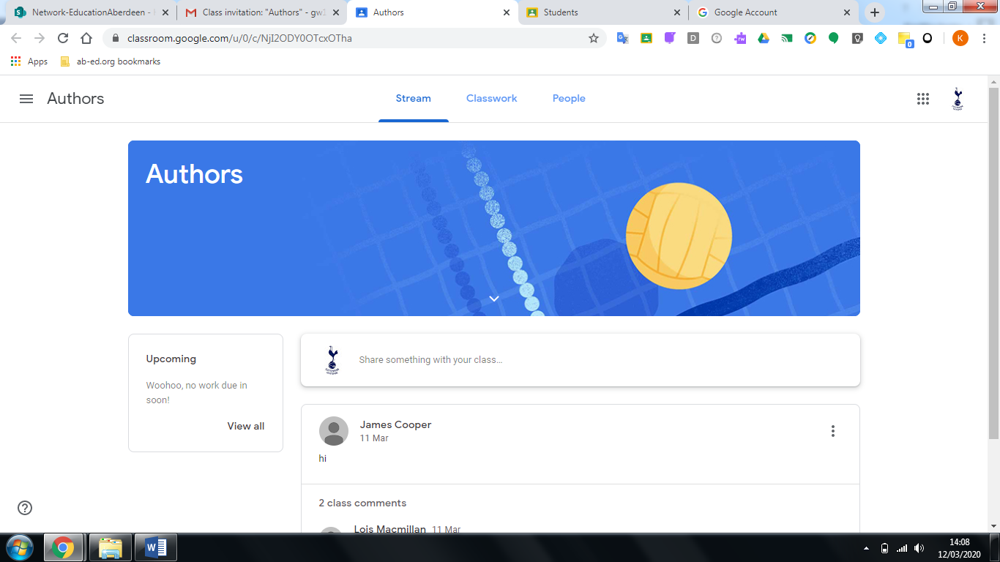 Network-EducationAberdeen -
Class invitation: "Authors" - gw1
Authors
Students
Google Account
classroom.google.com/u/0/c/NjI2ODY0OTcxOTha
K
Apps
ab-ed.org bookmarks
Authors
Stream
Classwork
People
Authors
Upcoming
Woohoo, no work due in
soon!
View all
Share something with your class...
James Cooper
11 Mar
hi
2 class comments
Lois Macmillan 11 Mar
14:08
12/03/2020